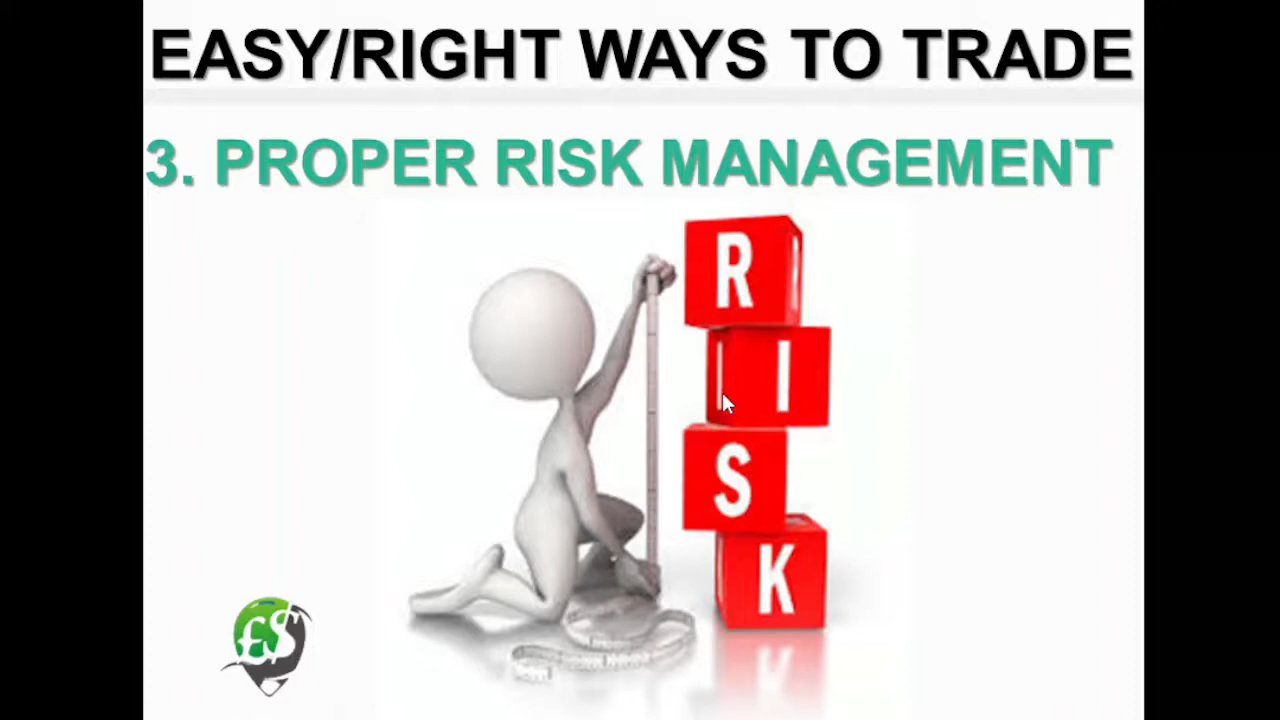 EASY/RIGHT WAYS TO TRADE
3. PROPER RISK MANAGEMENT
R
I
S
K
£$